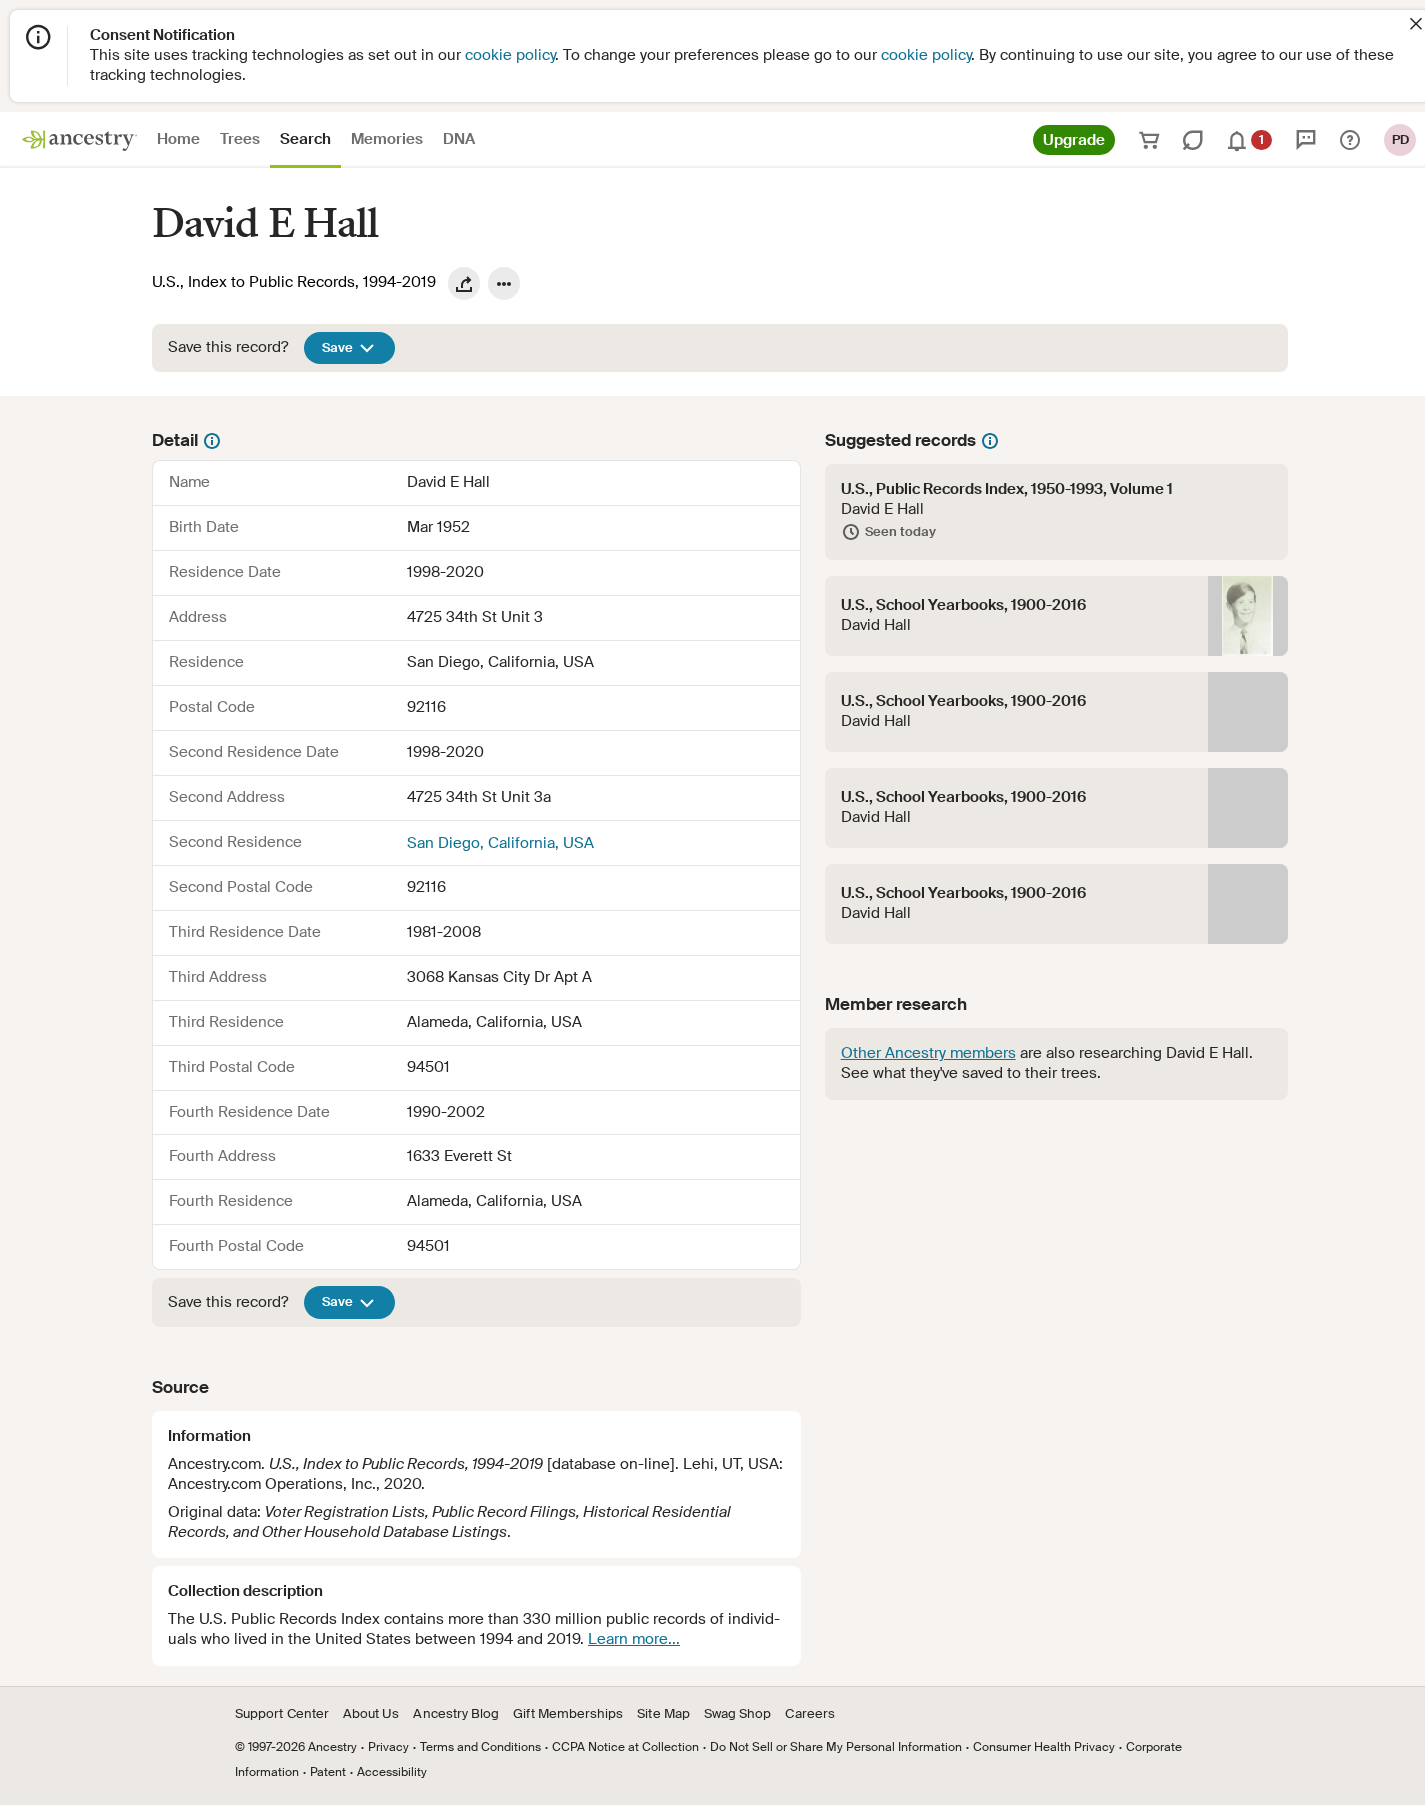 Consent Notification
This site uses tracking technologies as set out in our cookie policy. To change your preferences please go to our cookie policy. By continuing to use our site, you agree to our use of these
tracking technologies.
ancestry Home Trees Search Memories DNA Upgrade 1 PD
David E Hall
U.S., Index to Public Records, 1994-2019
Save this record? Save
Detail
Name David E Hall
Birth Date Mar 1952
Residence Date 1998-2020
Address 4725 34th St Unit 3
Residence San Diego, California, USA
Postal Code 92116
Second Residence Date 1998-2020
Second Address 4725 34th St Unit 3a
Second Residence San Diego, California, USA
Second Postal Code 92116
Third Residence Date 1981-2008
Third Address 3068 Kansas City Dr Apt A
Third Residence Alameda, California, USA
Third Postal Code 94501
Fourth Residence Date 1990-2002
Fourth Address 1633 Everett St
Fourth Residence Alameda, California, USA
Fourth Postal Code 94501
Save this record? Save
Suggested records
U.S., Public Records Index, 1950-1993, Volume 1
David E Hall
Seen today
U.S., School Yearbooks, 1900-2016
David Hall
U.S., School Yearbooks, 1900-2016
David Hall
U.S., School Yearbooks, 1900-2016
David Hall
U.S., School Yearbooks, 1900-2016
David Hall
Member research
Other Ancestry members are also researching David E Hall.
See what they've saved to their trees.
Source
Information
Ancestry.com. U.S., Index to Public Records, 1994-2019 [database on-line]. Lehi, UT, USA:
Ancestry.com Operations, Inc., 2020.
Original data: Voter Registration Lists, Public Record Filings, Historical Residential
Records, and Other Household Database Listings.
Collection description
The U.S. Public Records Index contains more than 330 million public records of individ-
uals who lived in the United States between 1994 and 2019. Learn more...
Support Center About Us Ancestry Blog Gift Memberships Site Map Swag Shop Careers
© 1997-2026 Ancestry · Privacy · Terms and Conditions · CCPA Notice at Collection · Do Not Sell or Share My Personal Information · Consumer Health Privacy · Corporate
Information · Patent · Accessibility